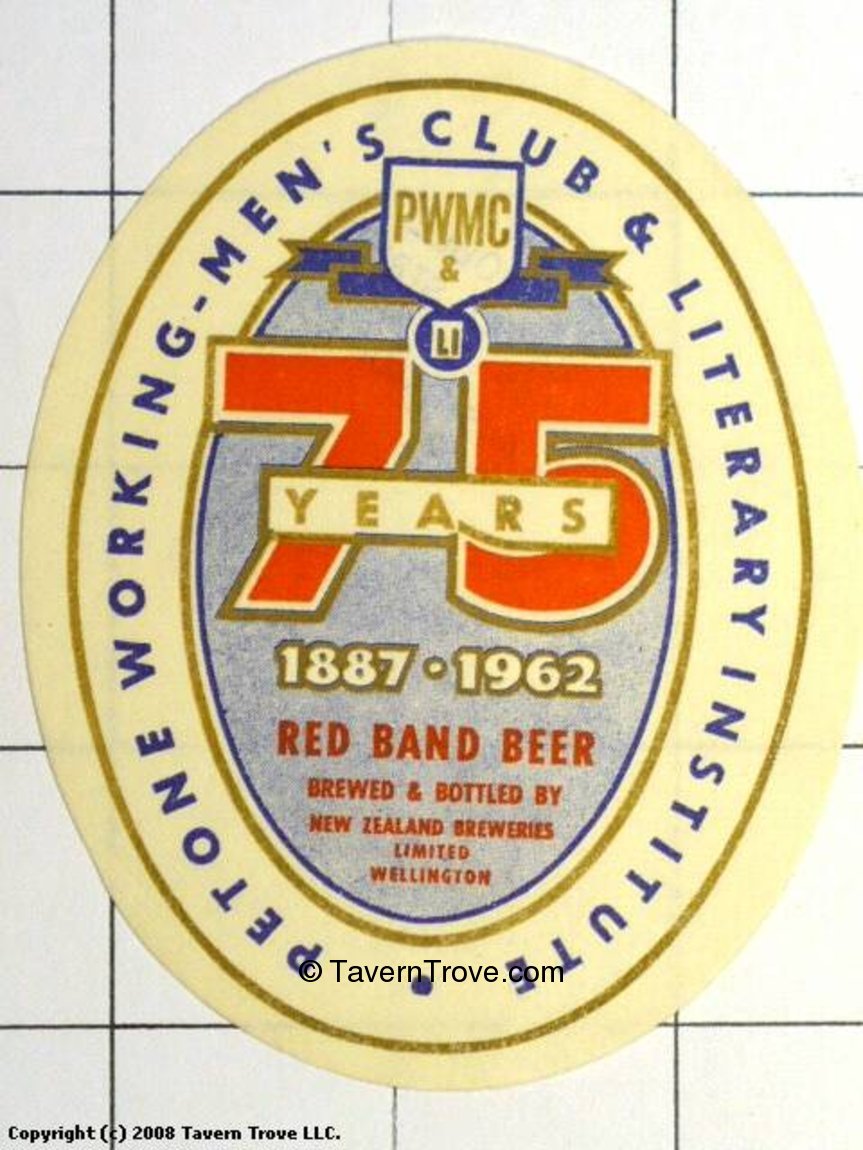 PETONE WORKING-MEN'S CLUB & LITERARY INSTITUTE •
PWMC
&
LI
75
YEARS
1887 • 1962
RED BAND BEER
BREWED & BOTTLED BY
NEW ZEALAND BREWERIES
LIMITED
WELLINGTON
© TavernTrove.com
Copyright (c) 2008 Tavern Trove LLC.